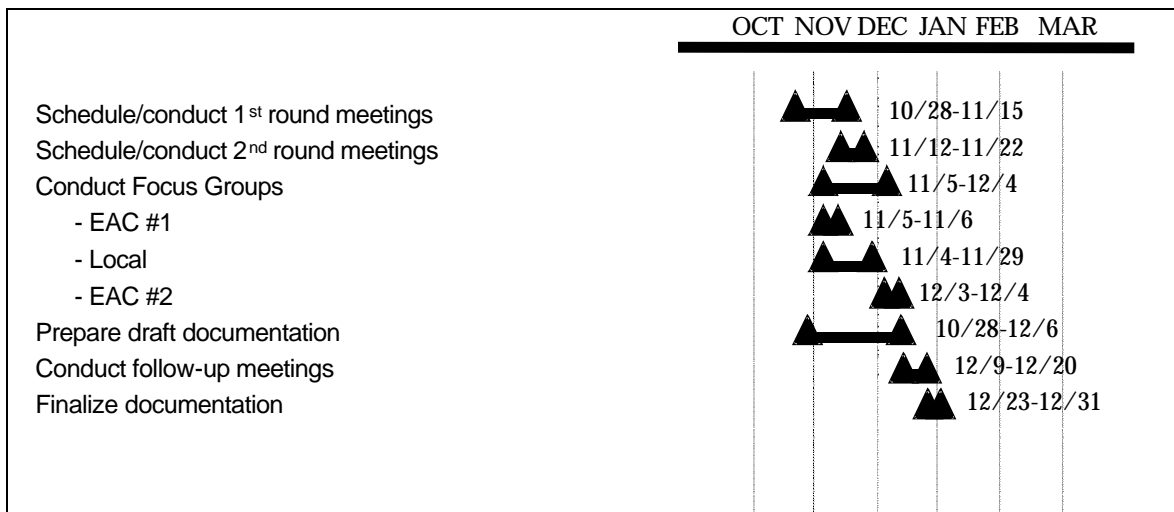 OCT NOV DEC JAN FEB MAR
Schedule/conduct 1st round meetings 10/28-11/15
Schedule/conduct 2nd round meetings 11/12-11/22
Conduct Focus Groups 11/5-12/4
- EAC #1 11/5-11/6
- Local 11/4-11/29
- EAC #2 12/3-12/4
Prepare draft documentation 10/28-12/6
Conduct follow-up meetings 12/9-12/20
Finalize documentation 12/23-12/31